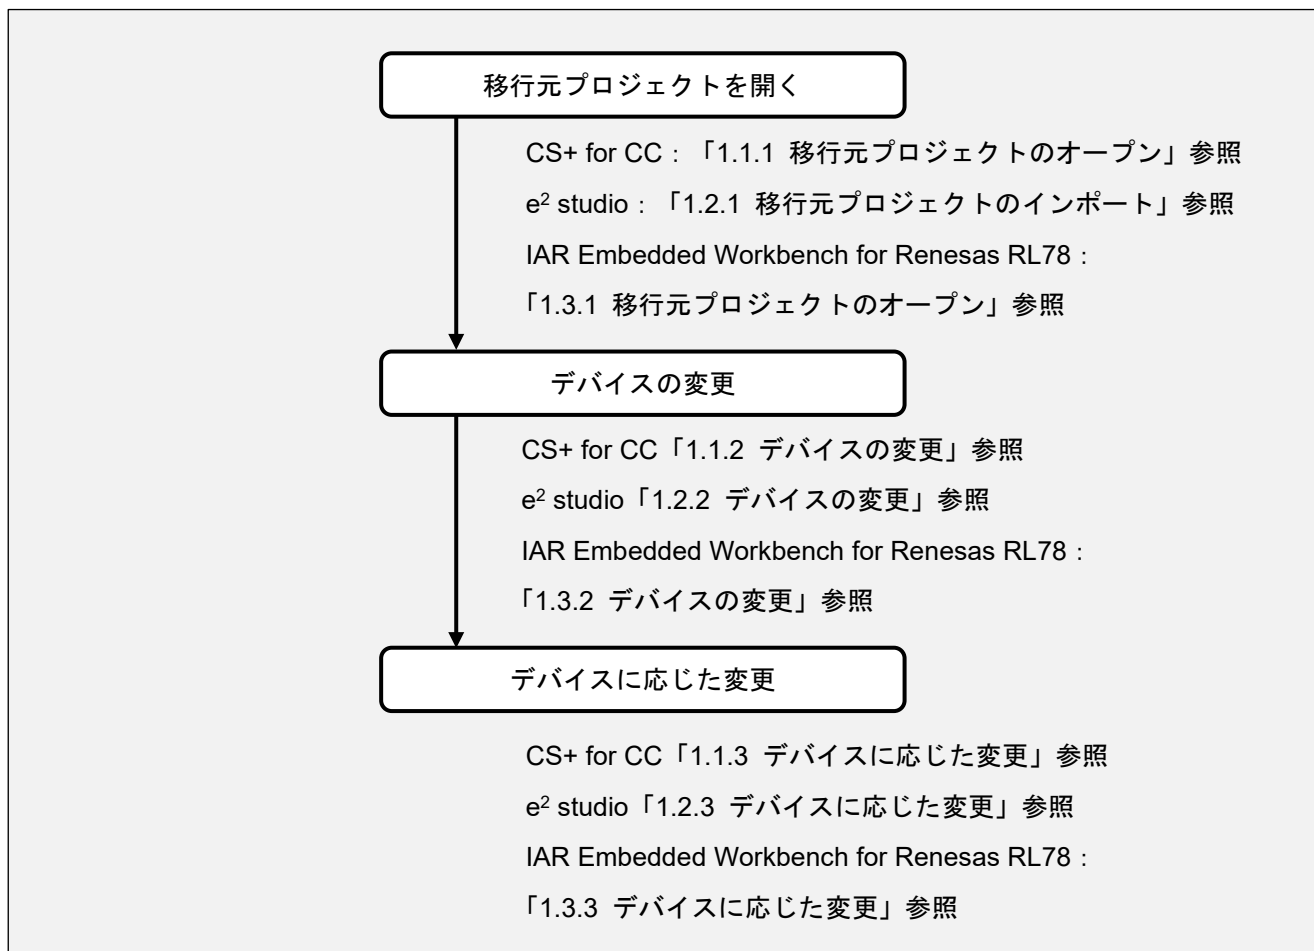 移行元プロジェクトを開く
CS+ for CC：「1.1.1 移行元プロジェクトのオープン」参照
e² studio：「1.2.1 移行元プロジェクトのインポート」参照
IAR Embedded Workbench for Renesas RL78：
「1.3.1 移行元プロジェクトのオープン」参照
デバイスの変更
CS+ for CC「1.1.2 デバイスの変更」参照
e² studio「1.2.2 デバイスの変更」参照
IAR Embedded Workbench for Renesas RL78：
「1.3.2 デバイスの変更」参照
デバイスに応じた変更
CS+ for CC「1.1.3 デバイスに応じた変更」参照
e² studio「1.2.3 デバイスに応じた変更」参照
IAR Embedded Workbench for Renesas RL78：
「1.3.3 デバイスに応じた変更」参照